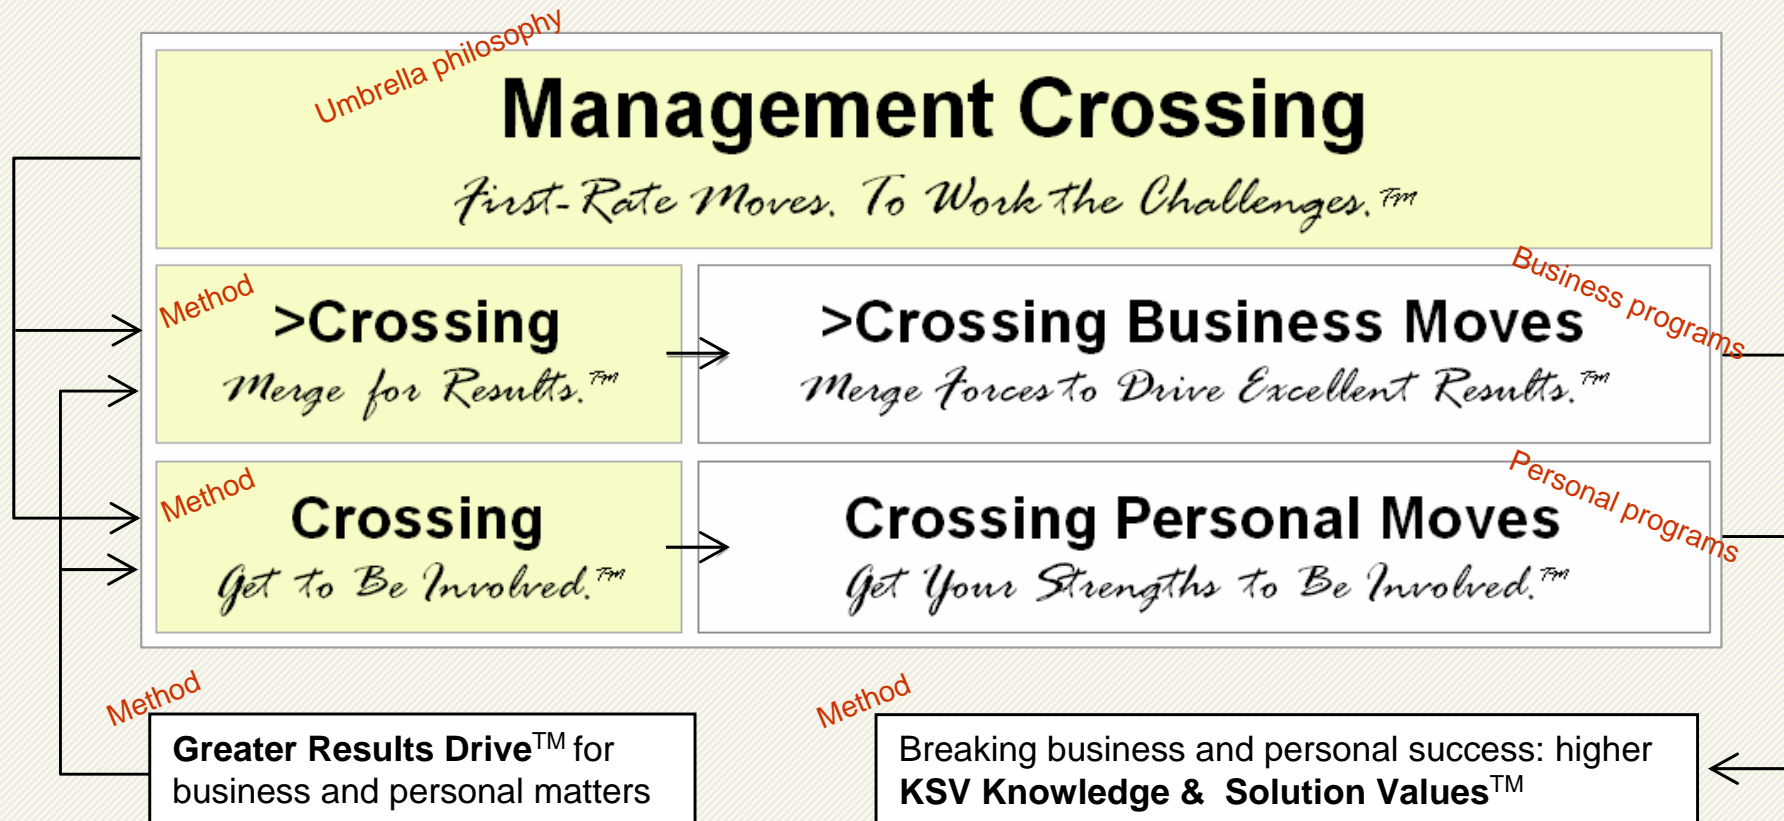 Umbrella philosophy
Management Crossing
First-Rate Moves. To Work the Challenges.™
Method
>Crossing
Merge for Results.™
Business programs
>Crossing Business Moves
Merge Forces to Drive Excellent Results.™
Method
Crossing
Get to Be Involved.™
Personal programs
Crossing Personal Moves
Get Your Strengths to Be Involved.™
Method
Greater Results Drive™ for
business and personal matters
Method
Breaking business and personal success: higher
KSV Knowledge & Solution Values™